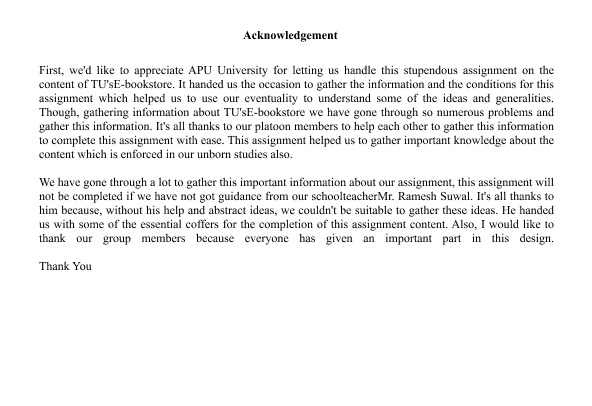 Acknowledgement
First, we'd like to appreciate APU University for letting us handle this stupendous assignment on the
content of TU'sE-bookstore. It handed us the occasion to gather the information and the conditions for this
assignment which helped us to use our eventuality to understand some of the ideas and generalities.
Though, gathering information about TU'sE-bookstore we have gone through so numerous problems and
gather this information. It's all thanks to our platoon members to help each other to gather this information
to complete this assignment with ease. This assignment helped us to gather important knowledge about the
content which is enforced in our unborn studies also.
We have gone through a lot to gather this important information about our assignment, this assignment will
not be completed if we have not got guidance from our schoolteacherMr. Ramesh Suwal. It's all thanks to
him because, without his help and abstract ideas, we couldn't be suitable to gather these ideas. He handed
us with some of the essential coffers for the completion of this assignment content. Also, I would like to
thank our group members because everyone has given an important part in this design.
Thank You